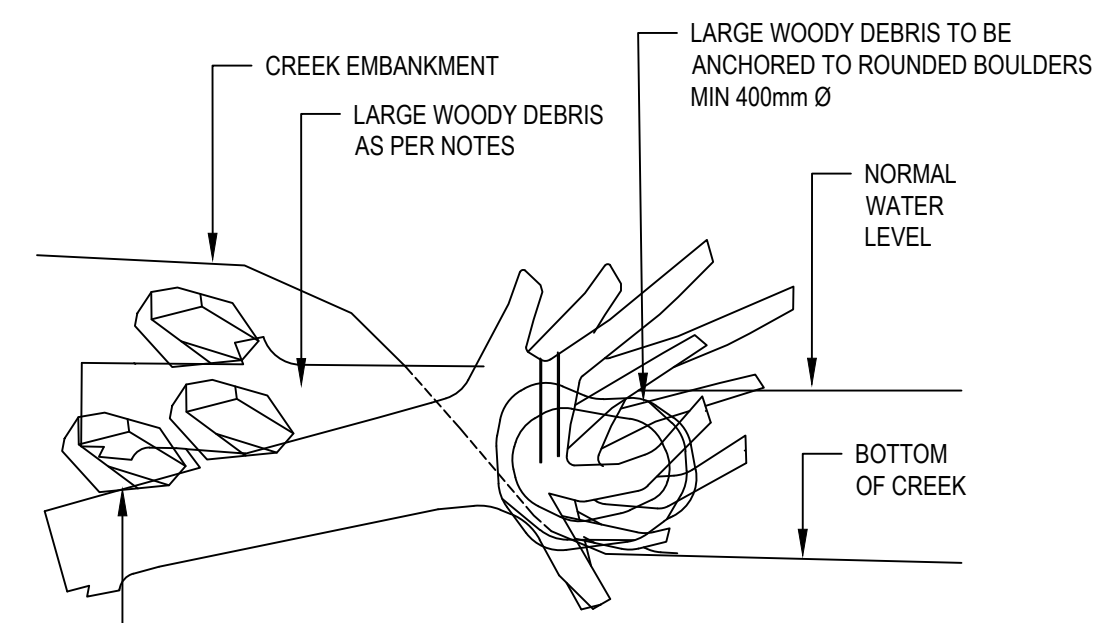 LARGE WOODY DEBRIS TO BE
ANCHORED TO ROUNDED BOULDERS
MIN 400mm Ø
CREEK EMBANKMENT
LARGE WOODY DEBRIS
AS PER NOTES
NORMAL
WATER
LEVEL
BOTTOM
OF CREEK